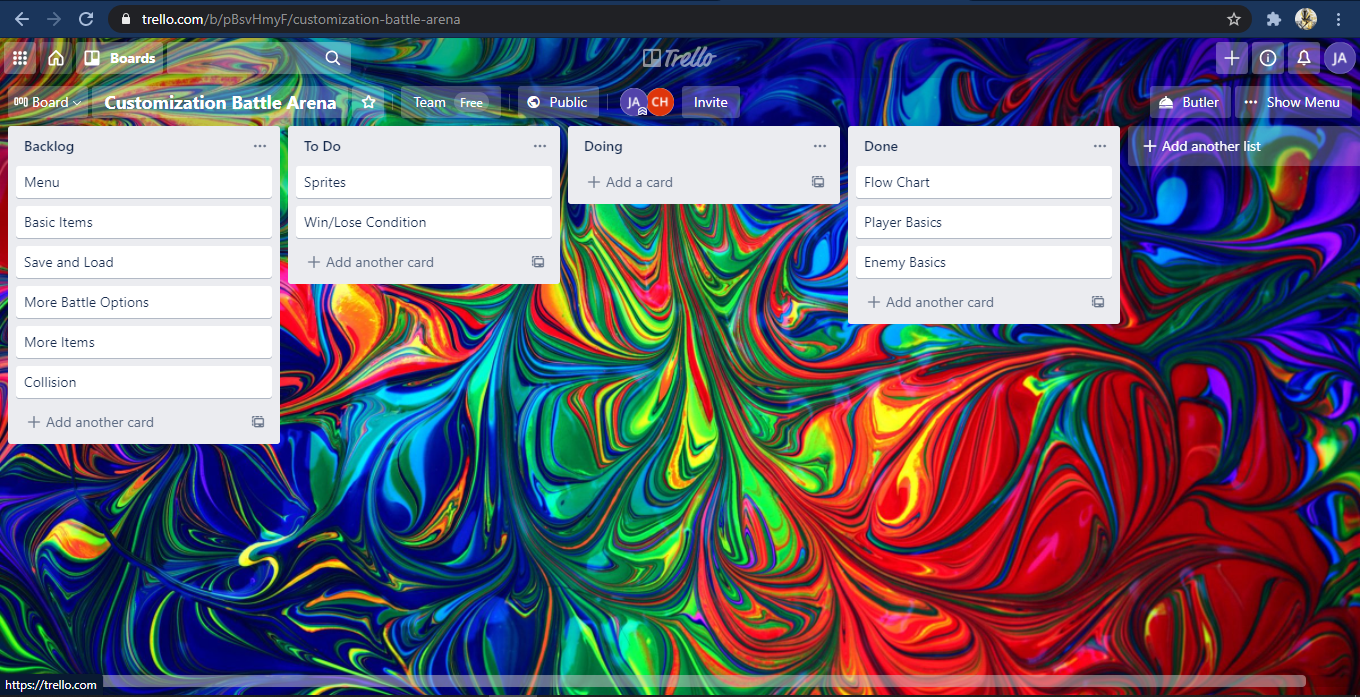 trello.com/b/pBsvHmyF/customization-battle-arena
Boards
Trello
JA
Board
Customization Battle Arena
Team Free
Public
JA CH
Invite
Butler
Show Menu
Backlog
Menu
Basic Items
Save and Load
More Battle Options
More Items
Collision
+ Add another card
To Do
Sprites
Win/Lose Condition
+ Add another card
Doing
+ Add a card
Done
Flow Chart
Player Basics
Enemy Basics
+ Add another card
+ Add another list
https://trello.com